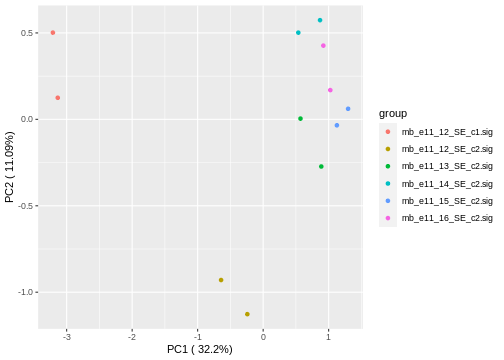 0.5
0.0
-0.5
-1.0
PC2 ( 11.09%)
-3
-2
-1
0
1
PC1 ( 32.2%)
group
mb_e11_12_SE_c1.sig
mb_e11_12_SE_c2.sig
mb_e11_13_SE_c2.sig
mb_e11_14_SE_c2.sig
mb_e11_15_SE_c2.sig
mb_e11_16_SE_c2.sig